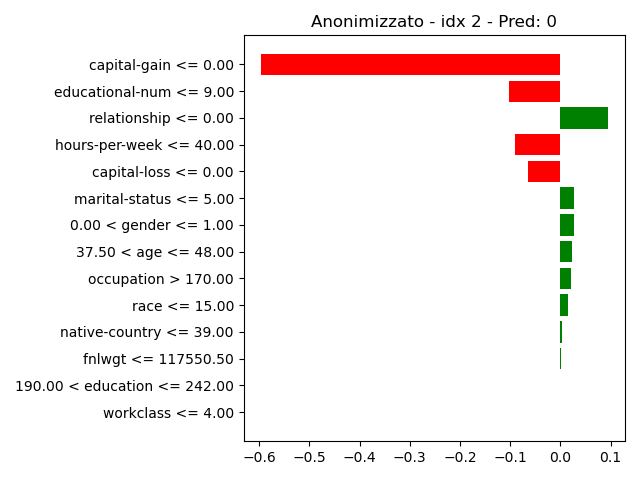 Anonimizzato - idx 2 - Pred: 0
capital-gain <= 0.00
educational-num <= 9.00
relationship <= 0.00
hours-per-week <= 40.00
capital-loss <= 0.00
marital-status <= 5.00
0.00 < gender <= 1.00
37.50 < age <= 48.00
occupation > 170.00
race <= 15.00
native-country <= 39.00
fnlwgt <= 117550.50
190.00 < education <= 242.00
workclass <= 4.00
−0.6 −0.5 −0.4 −0.3 −0.2 −0.1 0.0 0.1